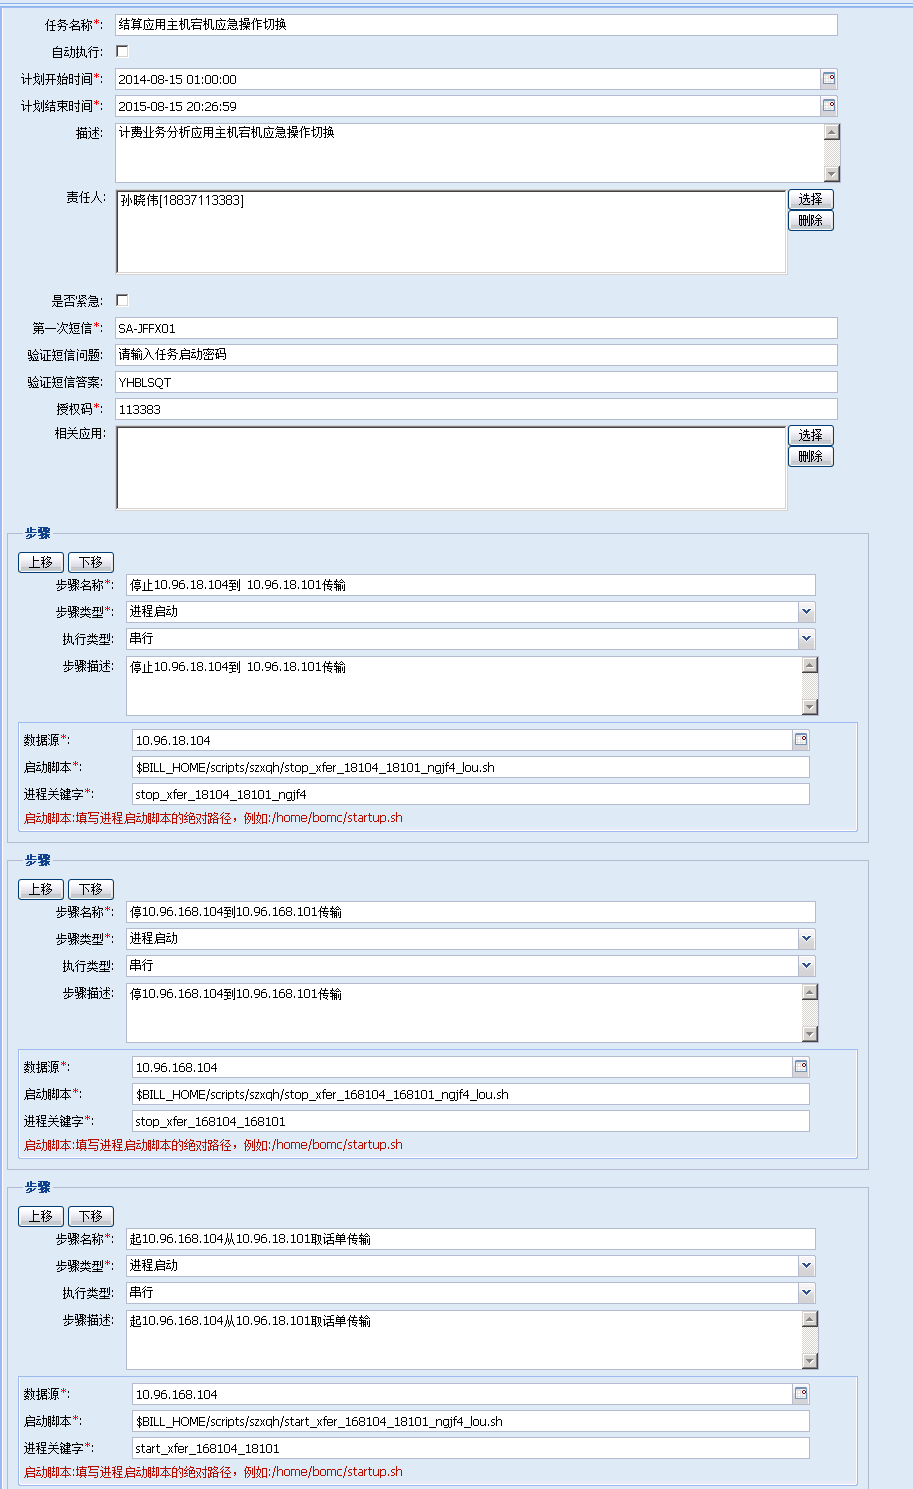 任务名称*: 结算应用主机宕机应急操作切换
自动执行:
计划开始时间*: 2014-08-15 01:00:00
计划结束时间*: 2015-08-15 20:26:59
描述: 计费业务分析应用主机宕机应急操作切换
责任人: 孙晓伟[18837113383] 选择
删除
是否紧急:
第一次短信*: SA-JFFX01
验证短信问题: 请输入任务启动密码
验证短信答案: YHBLSQT
授权码*: 113383
相关应用: 选择
删除
步骤
上移 下移
步骤名称*: 停止10.96.18.104到 10.96.18.101传输
步骤类型*: 进程启动
执行类型: 串行
步骤描述: 停止10.96.18.104到 10.96.18.101传输
数据源*: 10.96.18.104
启动脚本*: $BILL_HOME/scripts/szxqh/stop_xfer_18104_18101_ngjf4_lou.sh
进程关键字*: stop_xfer_18104_18101_ngjf4
启动脚本:填写进程启动脚本的绝对路径，例如:/home/bomc/startup.sh
步骤
上移 下移
步骤名称*: 停10.96.168.104到10.96.168.101传输
步骤类型*: 进程启动
执行类型: 串行
步骤描述: 停10.96.168.104到10.96.168.101传输
数据源*: 10.96.168.104
启动脚本*: $BILL_HOME/scripts/szxqh/stop_xfer_168104_168101_ngjf4_lou.sh
进程关键字*: stop_xfer_168104_168101
启动脚本:填写进程启动脚本的绝对路径，例如:/home/bomc/startup.sh
步骤
上移 下移
步骤名称*: 起10.96.168.104从10.96.18.101取话单传输
步骤类型*: 进程启动
执行类型: 串行
步骤描述: 起10.96.168.104从10.96.18.101取话单传输
数据源*: 10.96.168.104
启动脚本*: $BILL_HOME/scripts/szxqh/start_xfer_168104_18101_ngjf4_lou.sh
进程关键字*: start_xfer_168104_18101
启动脚本:填写进程启动脚本的绝对路径，例如:/home/bomc/startup.sh